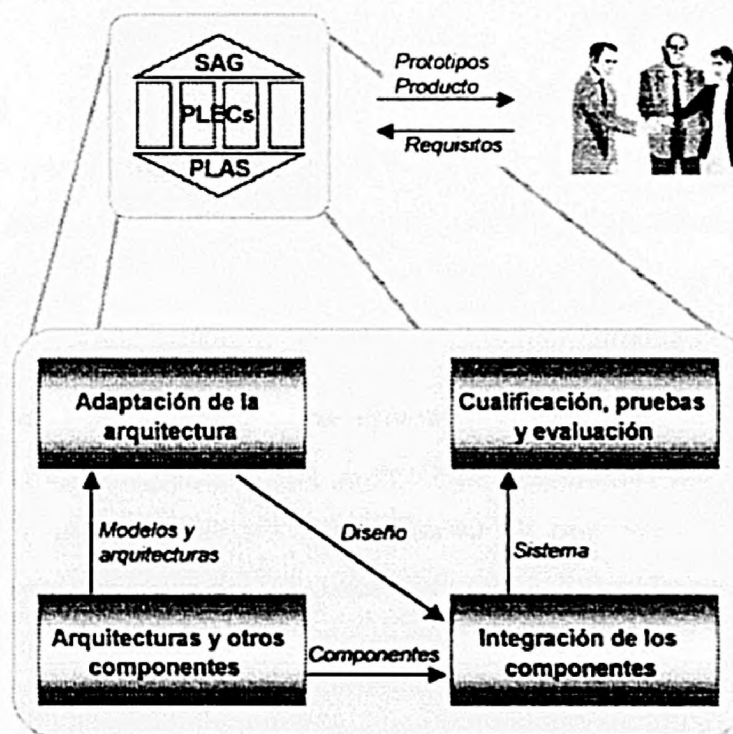 SAG
PLECs
PLAS
Prototipos
Producto
Requisitos
Adaptación de la
arquitectura
Cualificación, pruebas
y evaluación
Modelos y
arquitecturas
Diseño
Sistema
Arquitecturas y otros
componentes
Componentes
Integración de los
componentes